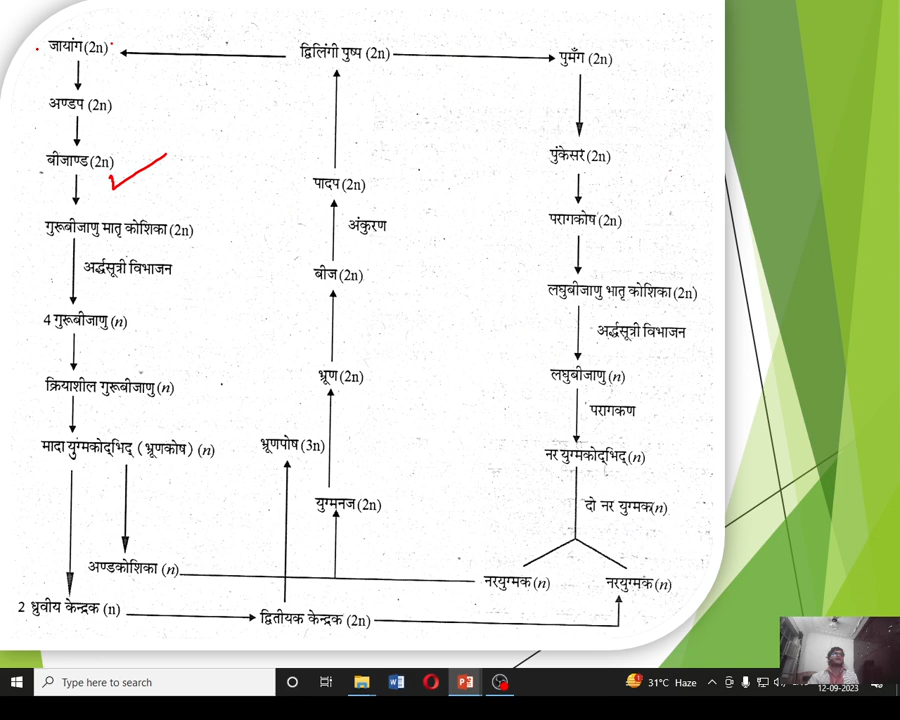 जायांग (2n)
द्विलिंगी पुष्प (2n)
पुमँग (2n)
अण्डप (2n)
बीजाण्ड (2n)
पुंकेसर (2n)
पादप (2n)
परागकोष (2n)
गुरूबीजाणु मातृ कोशिका (2n)
अंकुरण
अर्द्धसूत्री विभाजन
बीज (2n)
लघुबीजाणु भातृ कोशिका (2n)
4 गुरूबीजाणु (n)
अर्द्धसूत्री विभाजन
क्रियाशील गुरूबीजाणु (n)
भ्रूण (2n)
लघुबीजाणु (n)
परागकण
मादा युग्मकोद्भिद् (भ्रूणकोष) (n)
भ्रूणपोष (3n)
नर युग्मकोद्भिद् (n)
युग्मनज (2n)
दो नर युग्मक (n)
अण्डकोशिका (n)
नरयुग्मक (n)
नरयुग्मक (n)
2 ध्रुवीय केन्द्रक (n)
द्वितीयक केन्द्रक (2n)
Type here to search
31°C Haze
12-09-2023